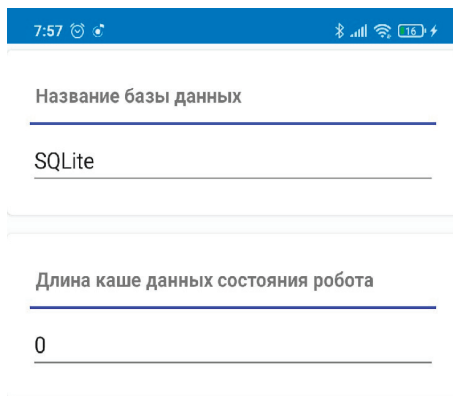 7:57
16
Название базы данных
SQLite
Длина каше данных состояния робота
0